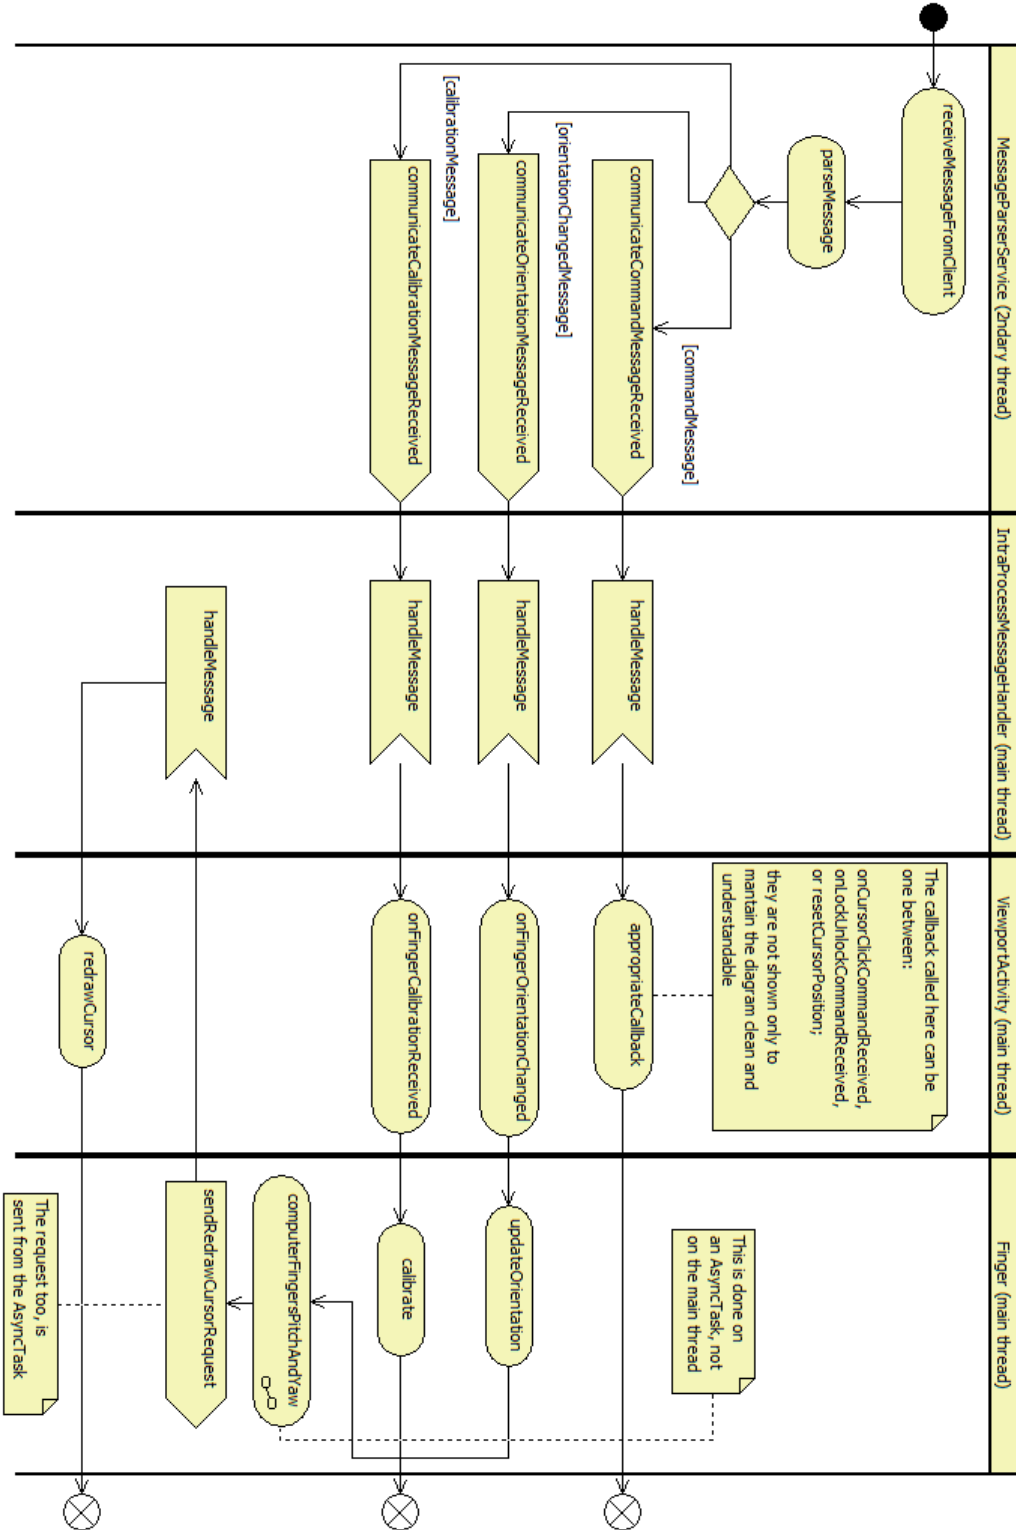 MessageParserService (2ndary thread)
receiveMessageFromClient
parseMessage
[commandMessage]
communicateCommandMessageReceived
[orientationChangedMessage]
communicateOrientationMessageReceived
[calibrationMessage]
communicateCalibrationMessageReceived
IntraProcessMessageHandler (main thread)
handleMessage
handleMessage
handleMessage
handleMessage
ViewportActivity (main thread)
The callback called here can be
one between:
onCursorClickCommandReceived,
onLockUnlockCommandReceived,
or resetCursorPosition;
they are not shown only to
mantain the diagram clean and
understandable
appropriateCallback
onFingerOrientationChanged
onFingerCalibrationReceived
redrawCursor
Finger (main thread)
This is done on
an AsyncTask, not
on the main thread
updateOrientation
calibrate
computerFingersPitchAndYaw
sendRedrawCursorRequest
The request too, is
sent from the AsyncTask